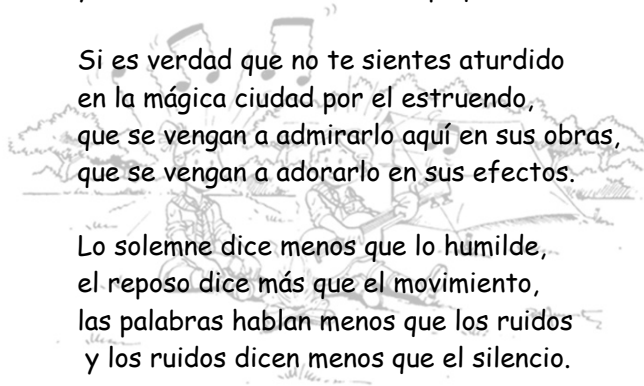 Si es verdad que no te sientes aturdido
en la mágica ciudad por el estruendo,
que se vengan a admirarlo aquí en sus obras,
que se vengan a adorarlo en sus efectos.
Lo solemne dice menos que lo humilde,
el reposo dice más que el movimiento,
las palabras hablan menos que los ruidos
y los ruidos dicen menos que el silencio.